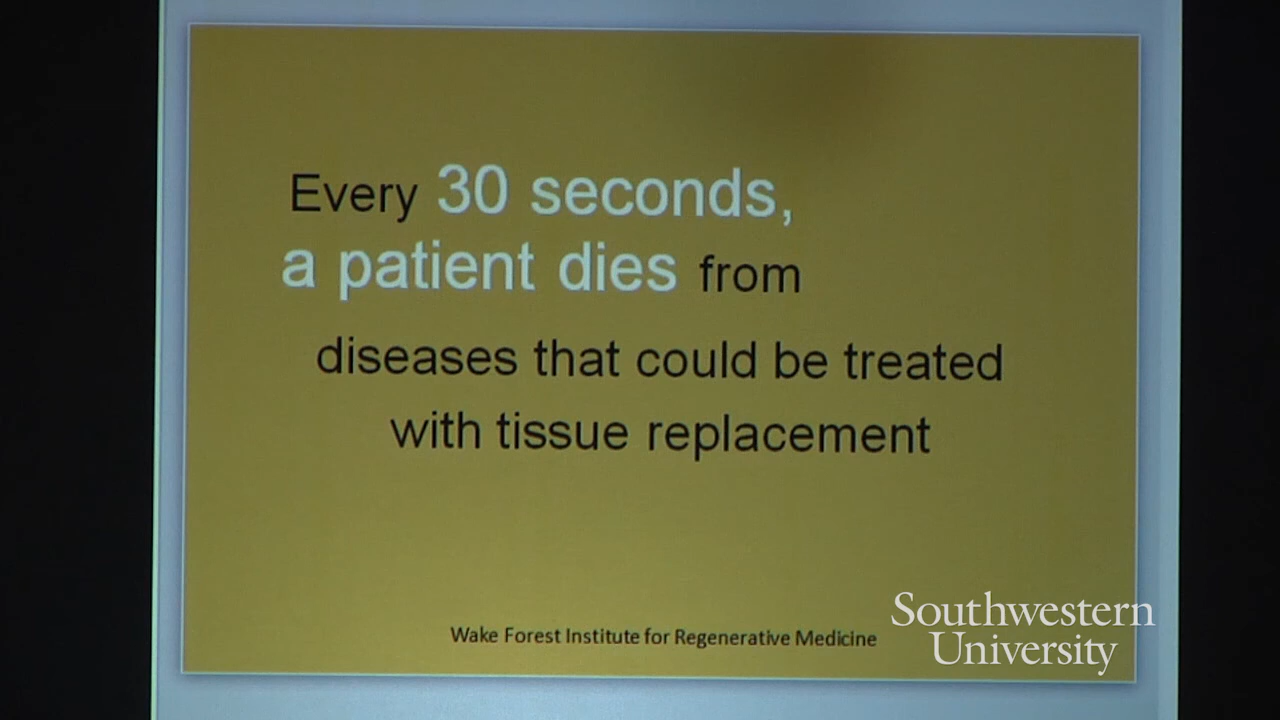 Every 30 seconds,
a patient dies from
diseases that could be treated
with tissue replacement
Wake Forest Institute for Regenerative Medicine
Southwestern
University